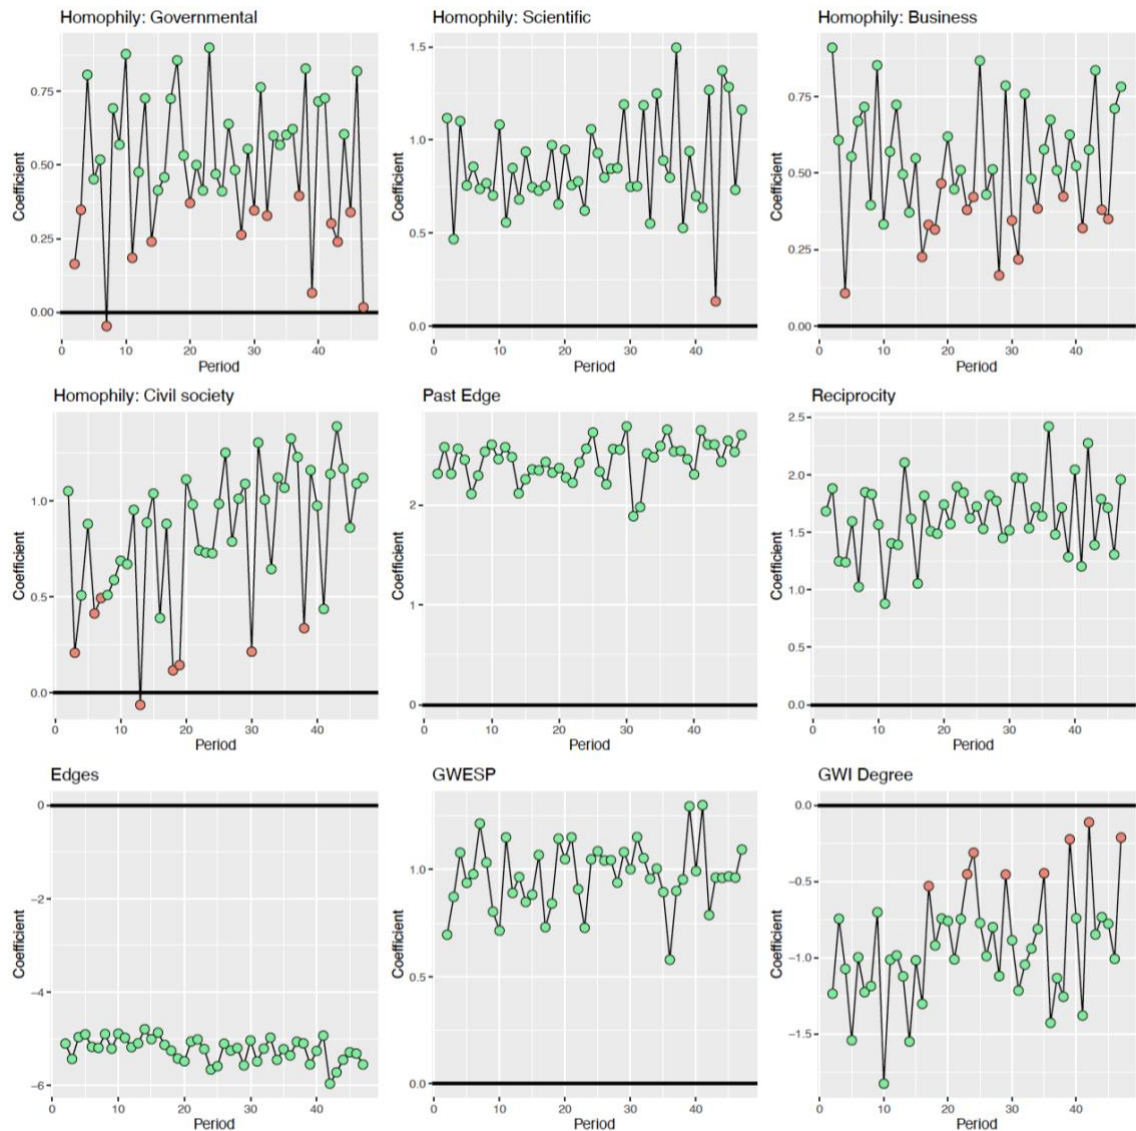 Homophily: Governmental
Coefficient
0.75
0.50
0.25
0.00
0 10 20 30 40
Period
Homophily: Scientific
Coefficient
1.5
1.0
0.5
0.0
0 10 20 30 40
Period
Homophily: Business
Coefficient
0.75
0.50
0.25
0.00
0 10 20 30 40
Period
Homophily: Civil society
Coefficient
1.0
0.5
0.0
0 10 20 30 40
Period
Past Edge
Coefficient
2
1
0
0 10 20 30 40
Period
Reciprocity
Coefficient
2.5
2.0
1.5
1.0
0.5
0.0
0 10 20 30 40
Period
Edges
Coefficient
0
−2
−4
−6
0 10 20 30 40
Period
GWESP
Coefficient
1.0
0.5
0.0
0 10 20 30 40
Period
GWI Degree
Coefficient
0.0
−0.5
−1.0
−1.5
0 10 20 30 40
Period